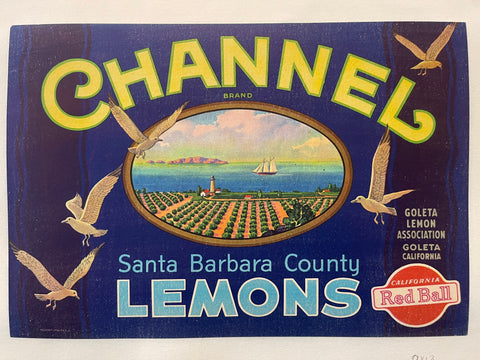 CHANNEL
BRAND
Santa Barbara County
LEMONS
GOLETA
LEMON
ASSOCIATION
GOLETA
CALIFORNIA
CALIFORNIA
Red Ball